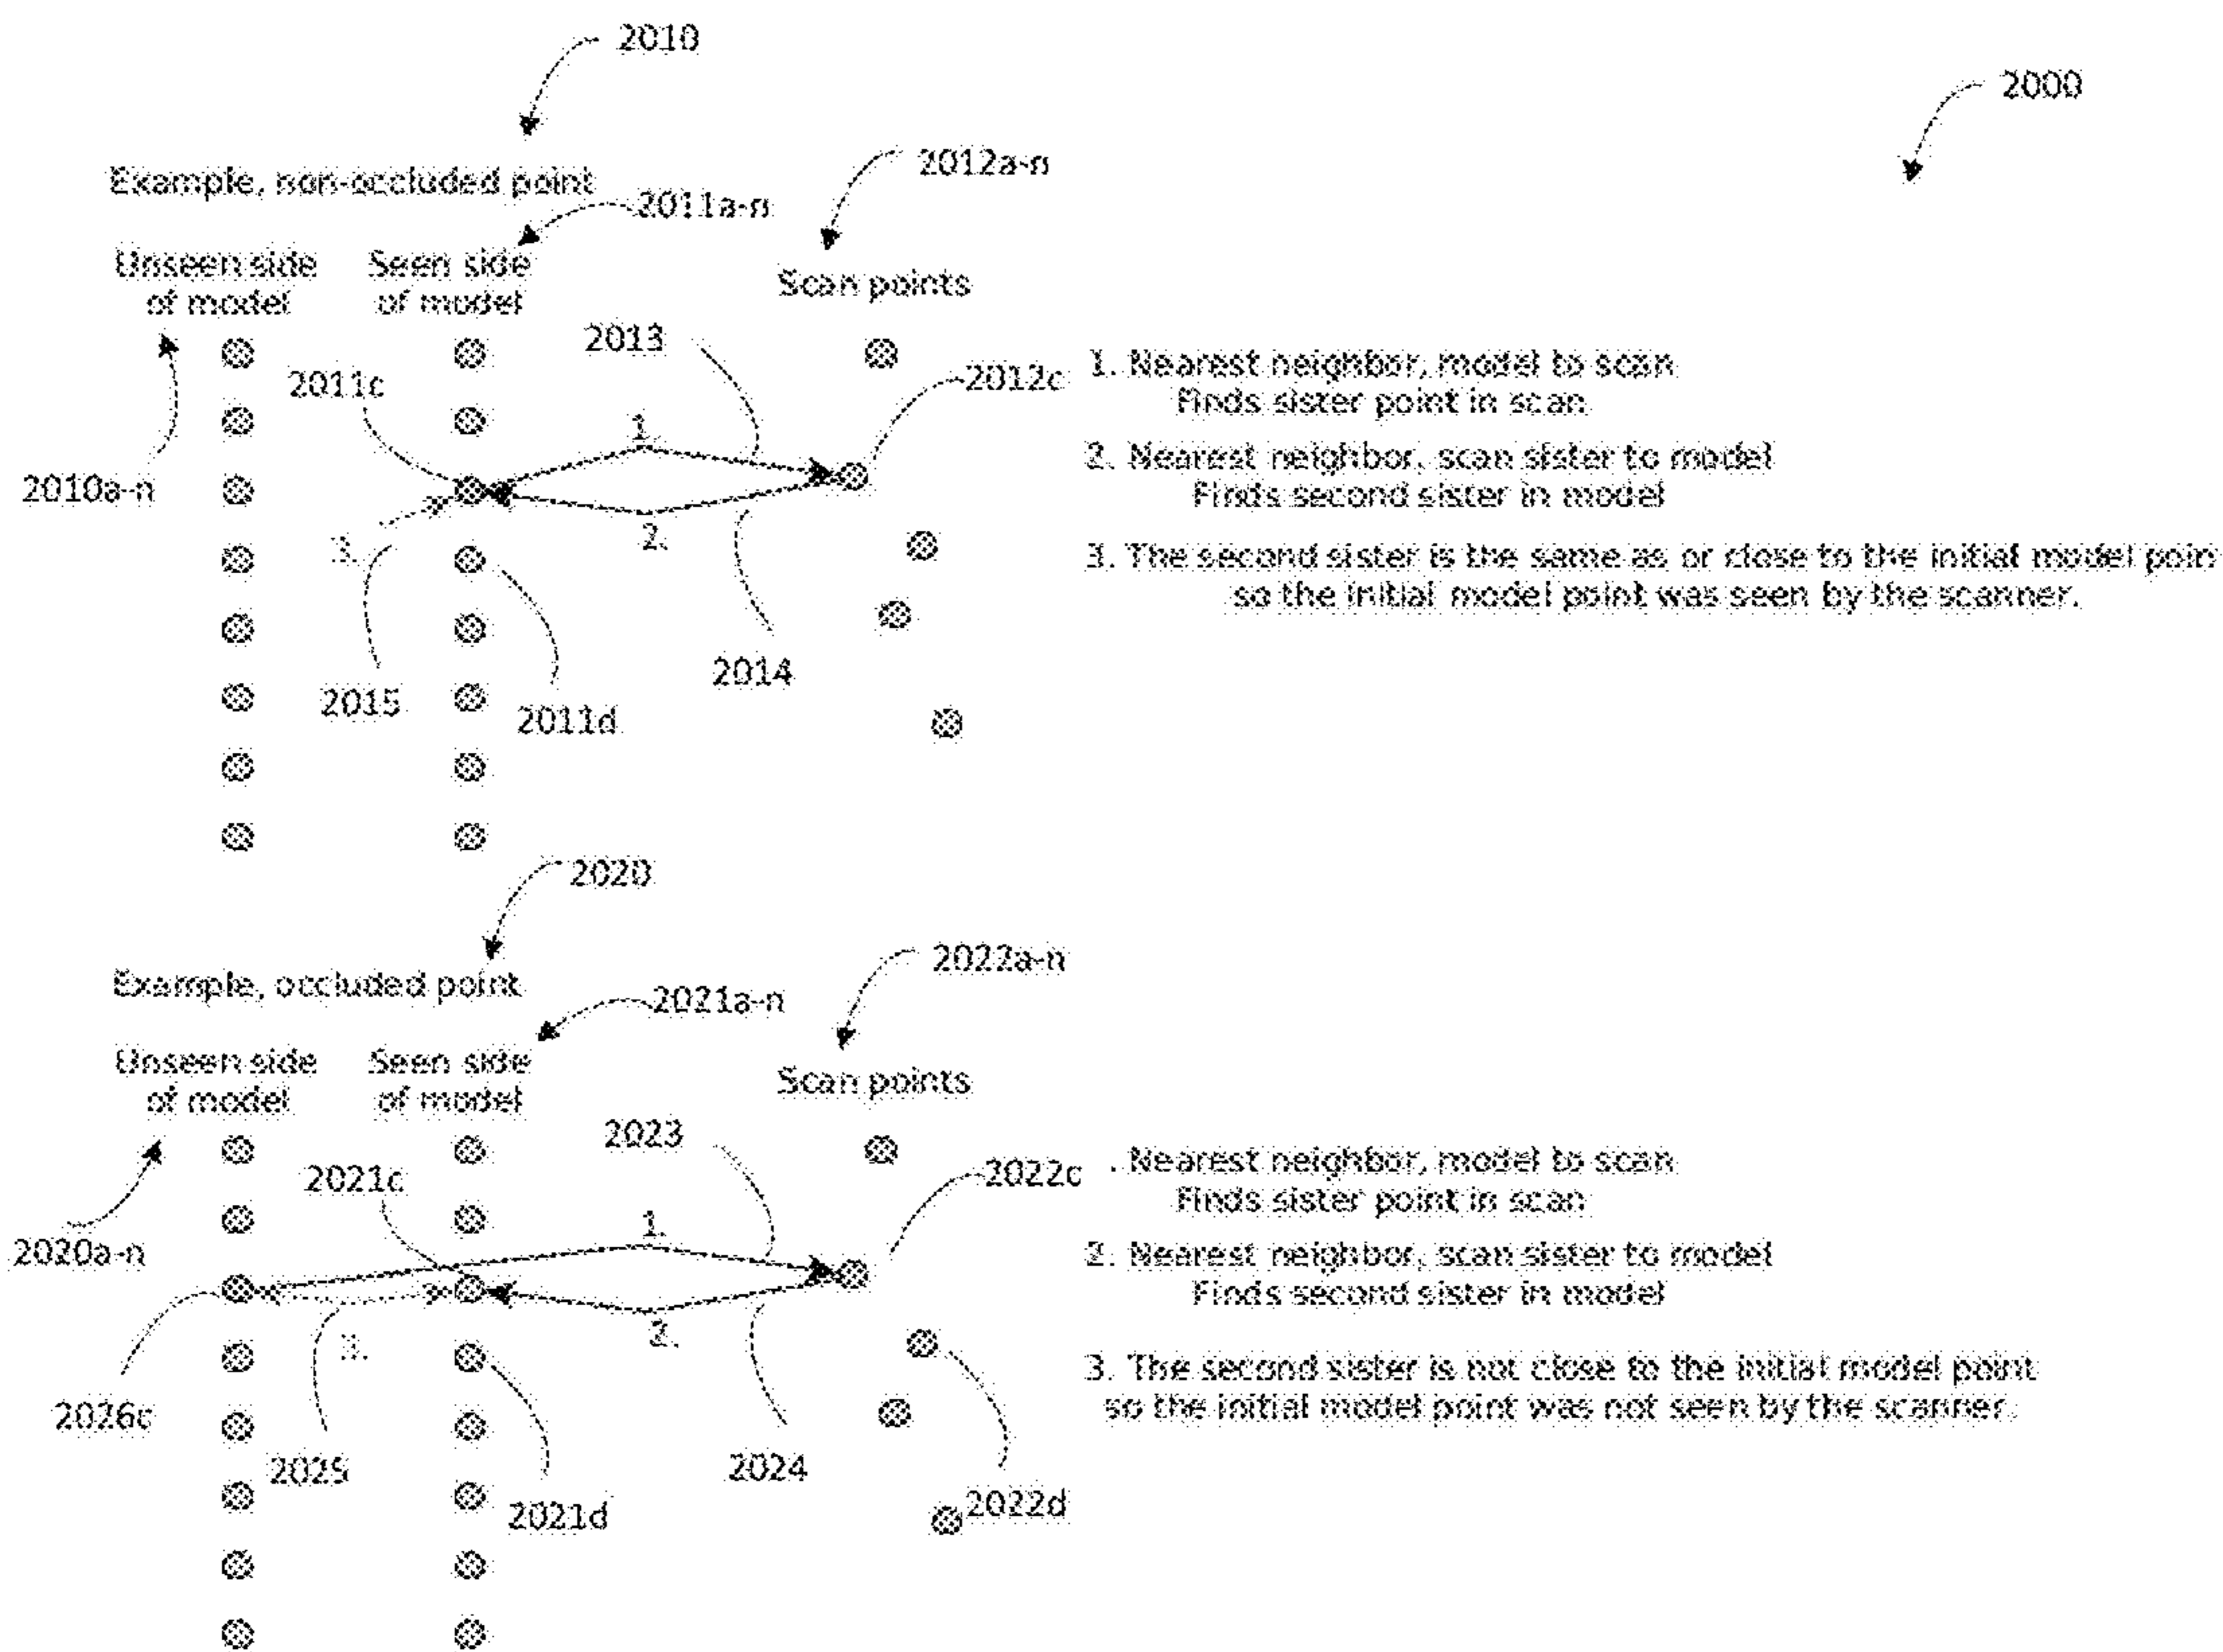 2010
2000
2012a-n
Example, non-occluded point
2011a-n
Unseen side
of model
Seen side
of model
Scan points
2013
2011c
2012c
1. Nearest neighbor, model to scan
Finds sister point in scan
1.
2. Nearest neighbor, scan sister to model
Finds second sister in model
2010a-n
2.
3.
3. The second sister is the same as or close to the initial model poin
so the initial model point was seen by the scanner.
2014
2015
2011d
2020
2022a-n
Example, occluded point
2021a-n
Unseen side
of model
Seen side
of model
Scan points
2023
2021c
2022c
. Nearest neighbor, model to scan
Finds sister point in scan
1.
2020a-n
2. Nearest neighbor, scan sister to model
Finds second sister in model
2.
3.
3. The second sister is not close to the initial model point
so the initial model point was not seen by the scanner.
2026c
2025
2024
2021d
2022d